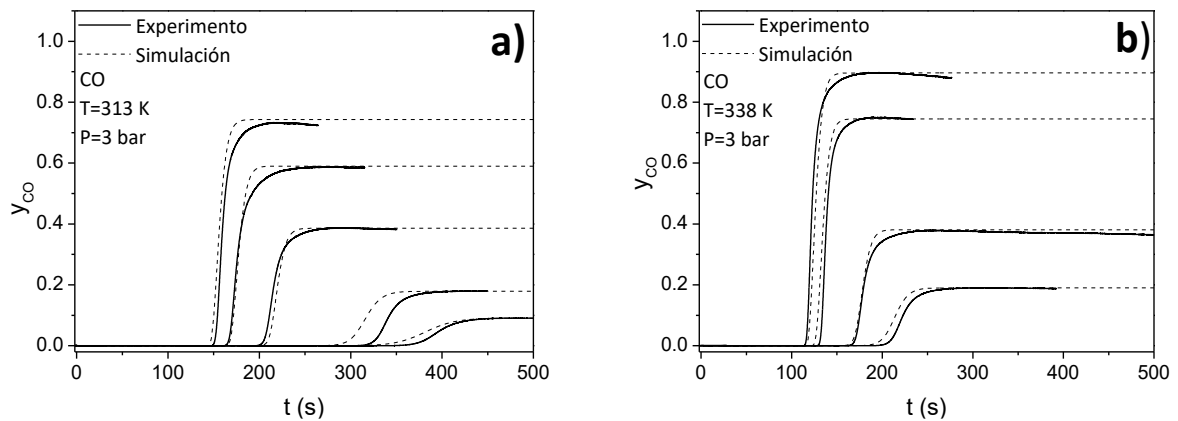 Experimento
Simulación
a)
CO
T=313 K
P=3 bar
1.0
0.8
0.6
0.4
0.2
0.0
yCO
0 100 200 300 400 500
t (s)
Experimento
Simulación
b)
CO
T=338 K
P=3 bar
1.0
0.8
0.6
0.4
0.2
0.0
yCO
0 100 200 300 400 500
t (s)